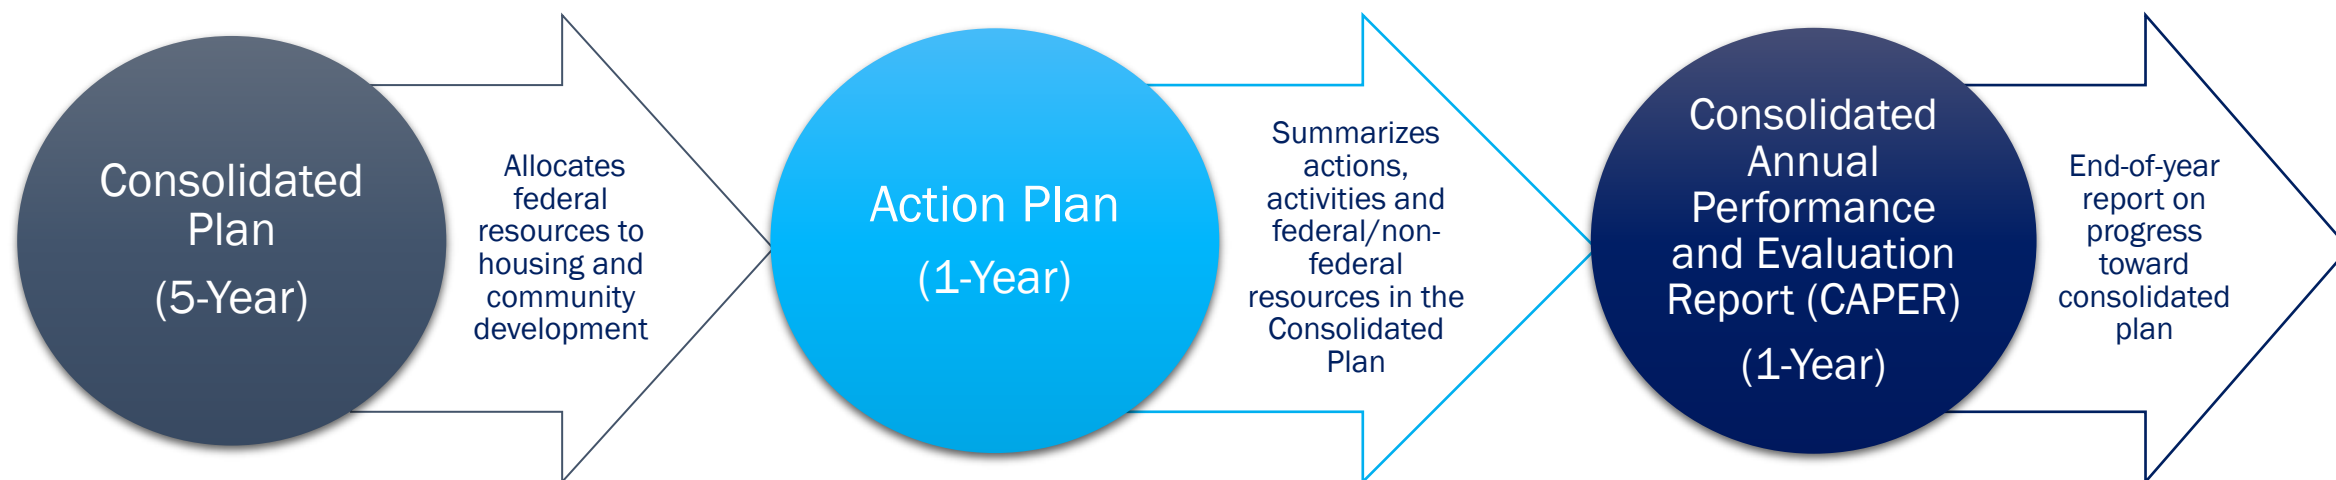 Consolidated
Plan
(5-Year)
Allocates
federal
resources to
housing and
community
development
Action Plan
(1-Year)
Summarizes
actions,
activities and
federal/non-
federal
resources in the
Consolidated
Plan
Consolidated
Annual
Performance
and Evaluation
Report (CAPER)
(1-Year)
End-of-year
report on
progress
toward
consolidated
plan